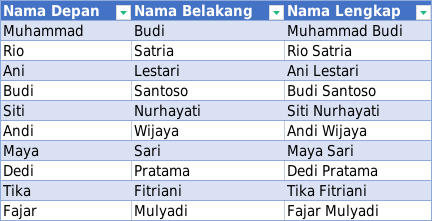 Nama Depan Nama Belakang Nama Lengkap
Muhammad Budi Muhammad Budi
Rio Satria Rio Satria
Ani Lestari Ani Lestari
Budi Santoso Budi Santoso
Siti Nurhayati Siti Nurhayati
Andi Wijaya Andi Wijaya
Maya Sari Maya Sari
Dedi Pratama Dedi Pratama
Tika Fitriani Tika Fitriani
Fajar Mulyadi Fajar Mulyadi